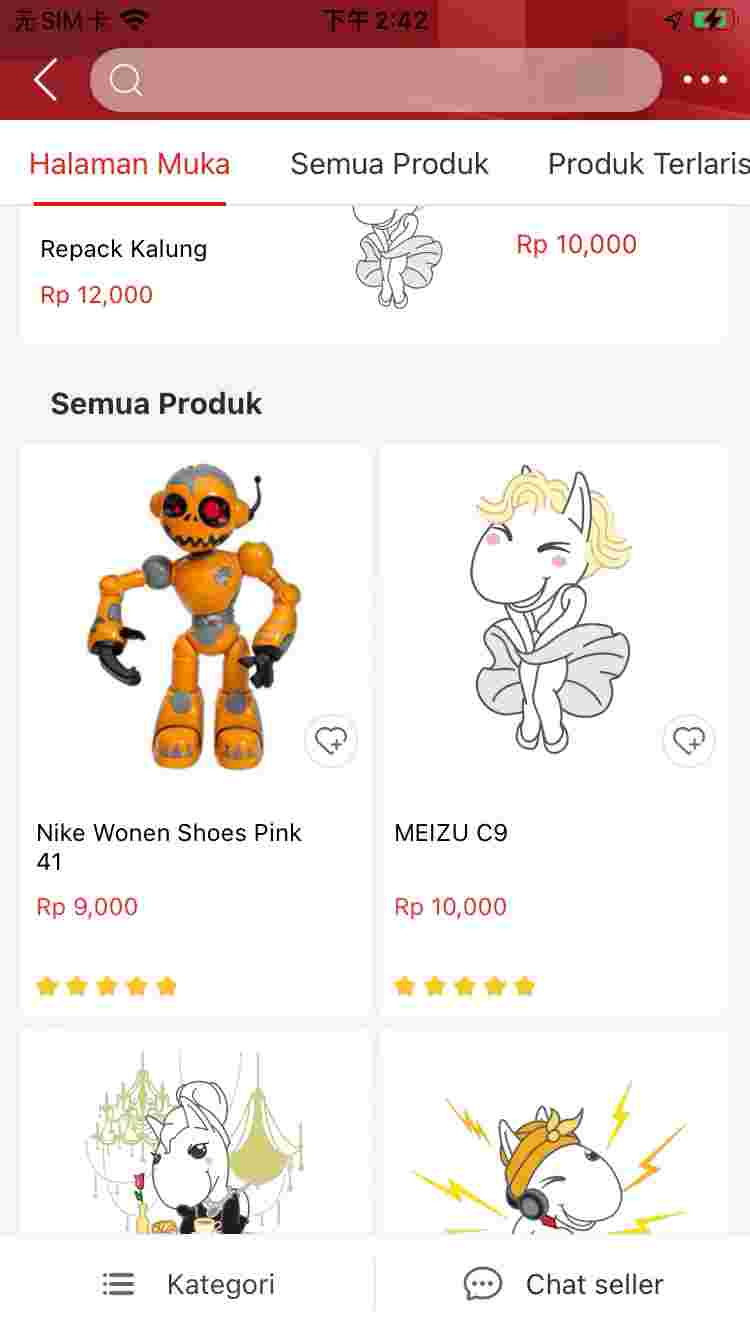 无SIM卡
下午2:42
Halaman Muka
Semua Produk
Produk Terlaris
Repack Kalung
Rp 12,000
Rp 10,000
Semua Produk
Nike Wonen Shoes Pink
41
Rp 9,000
MEIZU C9
Rp 10,000
Kategori
Chat seller